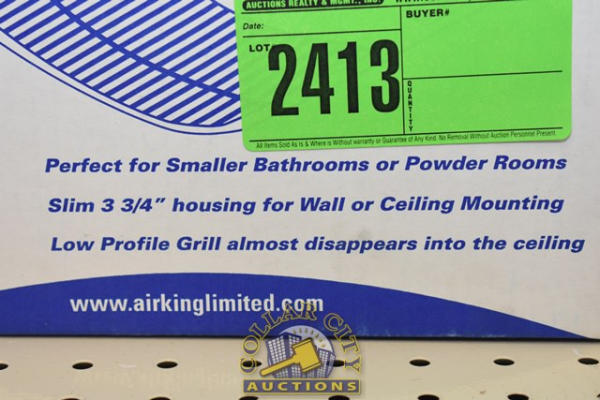 AUCTIONS REALTY & MGMT., INC.
BUYER#
Date:
LOT
2413
QUANTITY
All Items Sold As Is & Where is Without warranty or Guarantee of Any Kind. No Removal Without Auction Personnel Present
Perfect for Smaller Bathrooms or Powder Rooms
Slim 3 3/4" housing for Wall or Ceiling Mounting
Low Profile Grill almost disappears into the ceiling
www.airkinglimited.com
COLLAR CITY
AUCTIONS